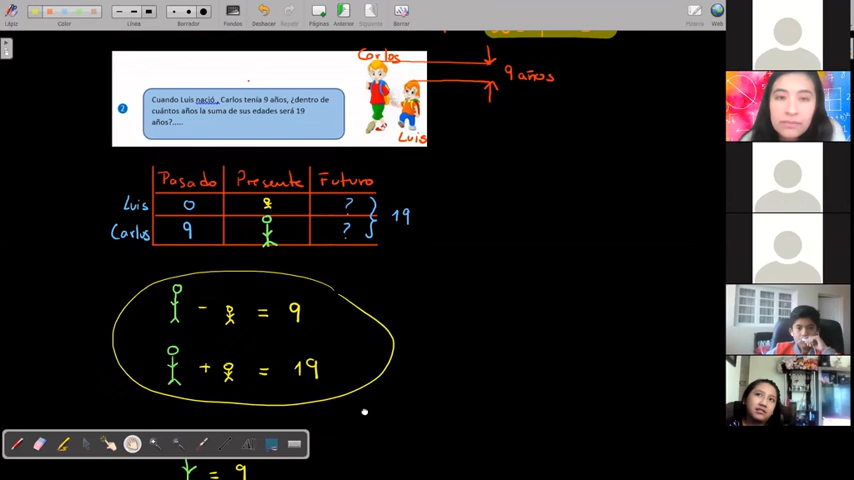 Lápiz
Color
Línea
Borrador
Fondos
Deshacer
Rehacer
Páginas
Anterior
Siguiente
Borrar
Web
Carlos
9 años
2
Cuando Luis nació , Carlos tenía 9 años, ¿dentro de
cuántos años la suma de sus edades será 19
años?.....
Luis
Pasado Presente Futuro
Luis 0 ?
Carlos 9 ?
19
- = 9
+ = 19
= 9